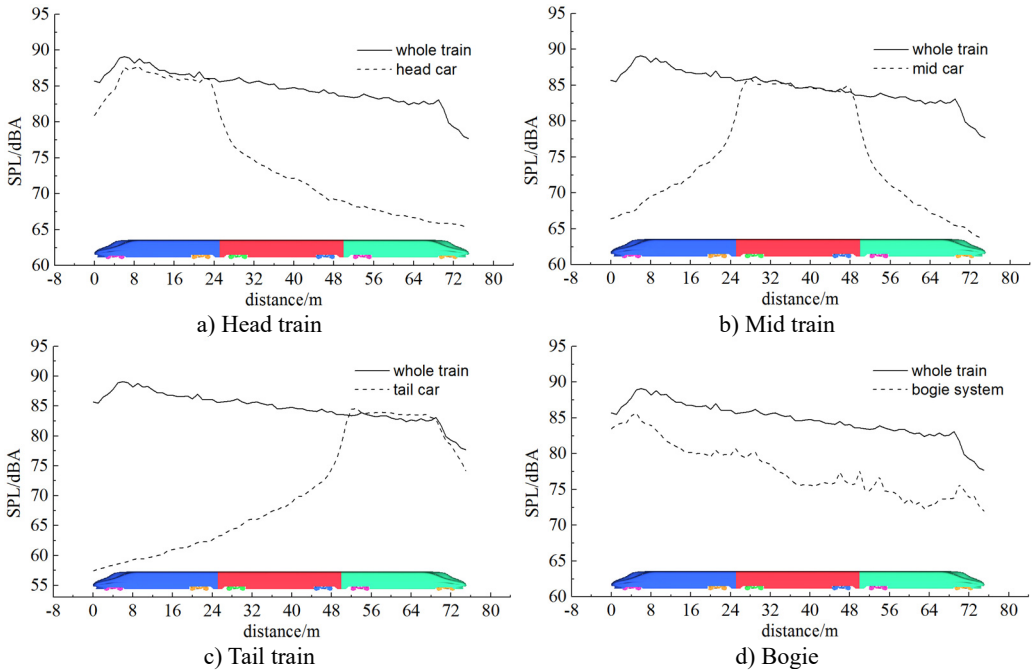 95
90
85
80
75
70
65
60
SPL/dBA
whole train
head car
-8 0 8 16 24 32 40 48 56 64 72 80
distance/m
a) Head train
95
90
85
80
75
70
65
60
SPL/dBA
whole train
mid car
-8 0 8 16 24 32 40 48 56 64 72 80
distance/m
b) Mid train
95
90
85
80
75
70
65
60
55
SPL/dBA
whole train
tail car
-8 0 8 16 24 32 40 48 56 64 72 80
distance/m
c) Tail train
95
90
85
80
75
70
65
60
SPL/dBA
whole train
bogie system
-8 0 8 16 24 32 40 48 56 64 72 80
distance/m
d) Bogie